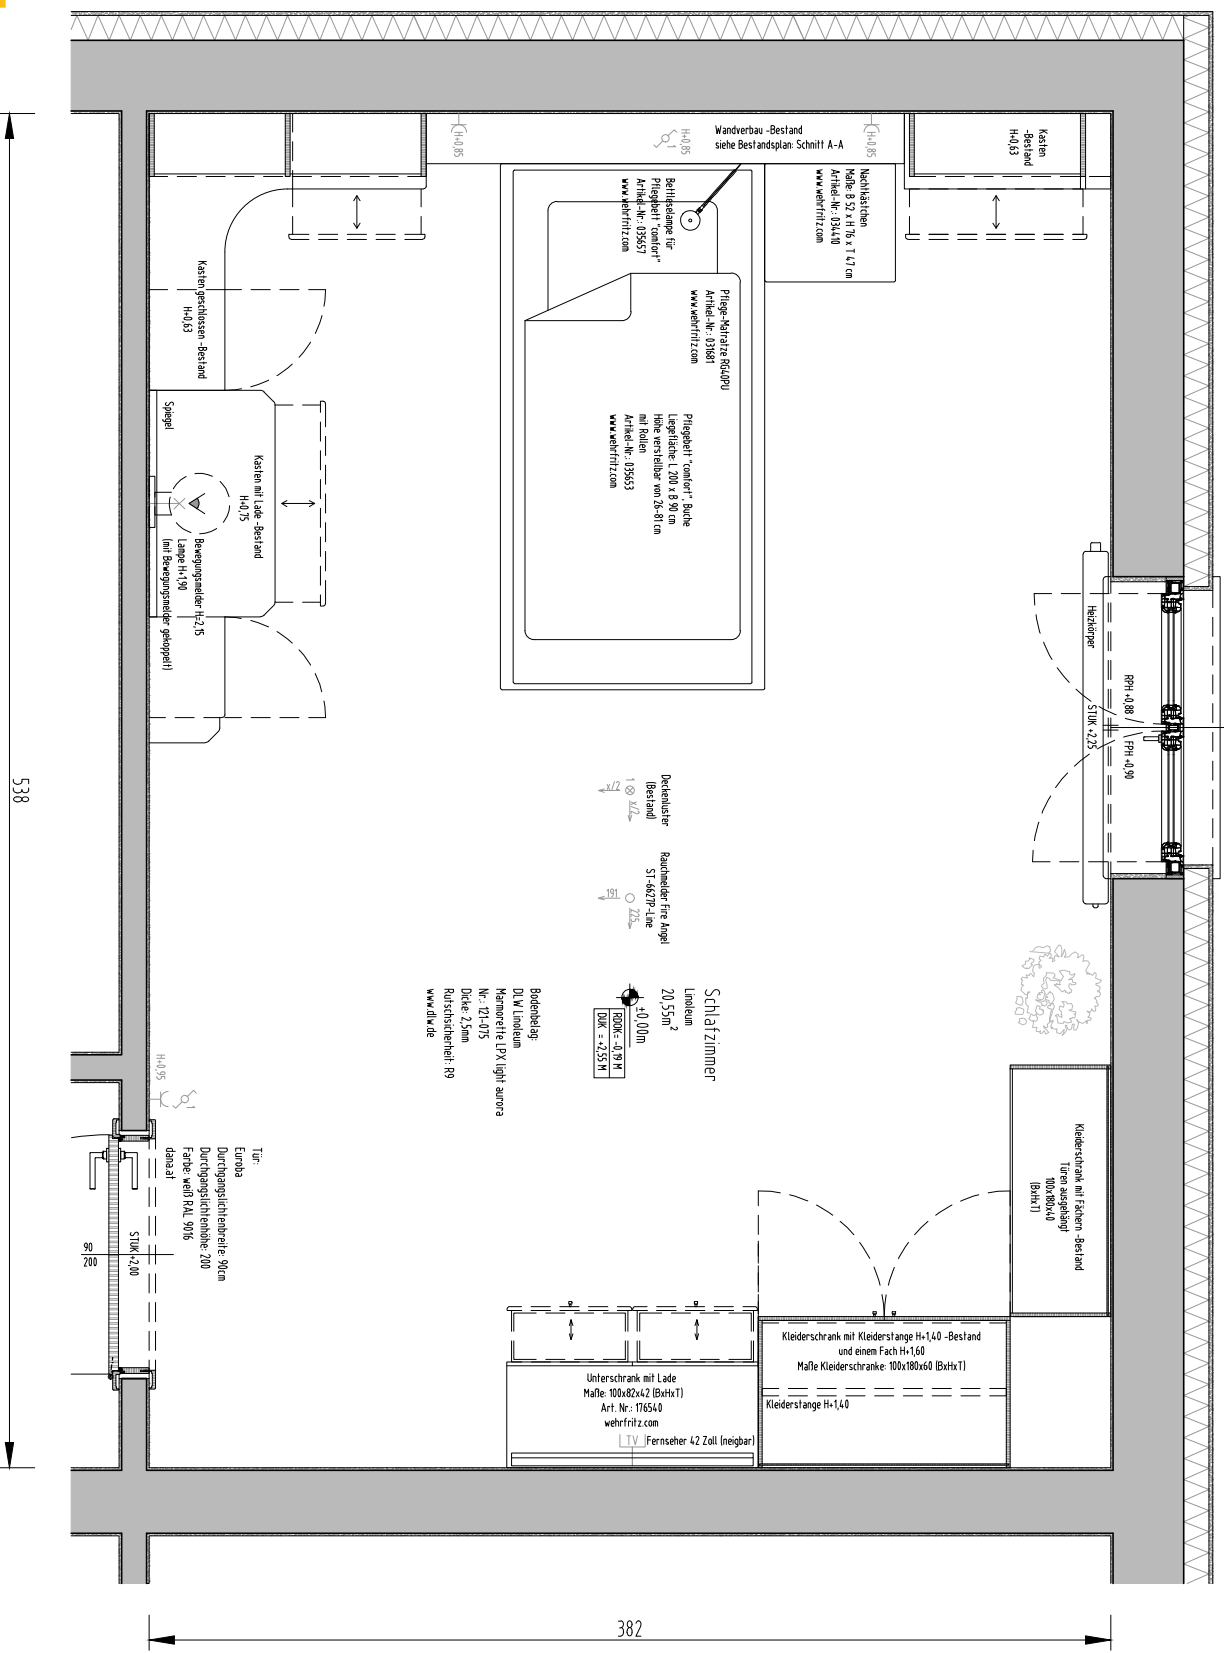 H+0,85
H+0,85
Wandverbau -Bestand
siehe Bestandsplan: Schnitt A-A
H+0,85
Kasten
-Bestand
H+0,63
Bettleselampe für
Pflegebett "comfort"
Artikel-Nr.: 035657
www.wehrfritz.com
Nachtkästchen
Maße: B 52 x H 76 x T 47 cm
Artikel-Nr.: 034410
www.wehrfritz.com
Kasten geschlossen -Bestand
H+0,63
Pflege-Matratze RG40PU
Artikel-Nr.: 031681
www.wehrfritz.com
Pflegebett "comfort", Buche
Liegefläche: L 200 x B 90 cm
Höhe verstellbar von 26-81 cm
mit Rollen
Artikel-Nr.: 035653
www.wehrfritz.com
Spiegel
Kasten mit Lade -Bestand
H+0,75
Bewegungsmelder H=2,15
Lampe H+1,90
(mit Bewegungsmelder gekoppelt)
Heizkörper
STUK +2,25
RPH +0,88
FPH +0,90
538
Deckenluster
(Bestand)
1
x/2
x/2
Rauchmelder Fire Angel
ST-6627P-Line
191
225
Schlafzimmer
Linoleum
20,55m²
±0,00m
RDOK= -0,19 M
DUK = +2,55 M
Bodenbelag:
DLW Linoleum
Marmorette LPX light aurora
Nr.: 121-075
Dicke: 2,5mm
Rutschsicherheit: R9
www.dlw.de
H+0,95
1
Tür:
Euroba
Durchgangslichtenbreite: 90cm
Durchgangslichtenhöhe: 200
Farbe: weiß RAL 9016
dana.at
STUK +2,00
90
200
Kleiderschrank mit Fächern -Bestand
Türen ausgehängt
100x180x40
(BxHxT)
Kleiderschrank mit Kleiderstange H+1,40 -Bestand
und einem Fach H+1,60
Maße Kleiderschranke: 100x180x60 (BxHxT)
Kleiderstange H+1,40
Unterschrank mit Lade
Maße: 100x82x42 (BxHxT)
Art. Nr.: 176540
wehrfritz.com
TV Fernseher 42 Zoll (neigbar)
382